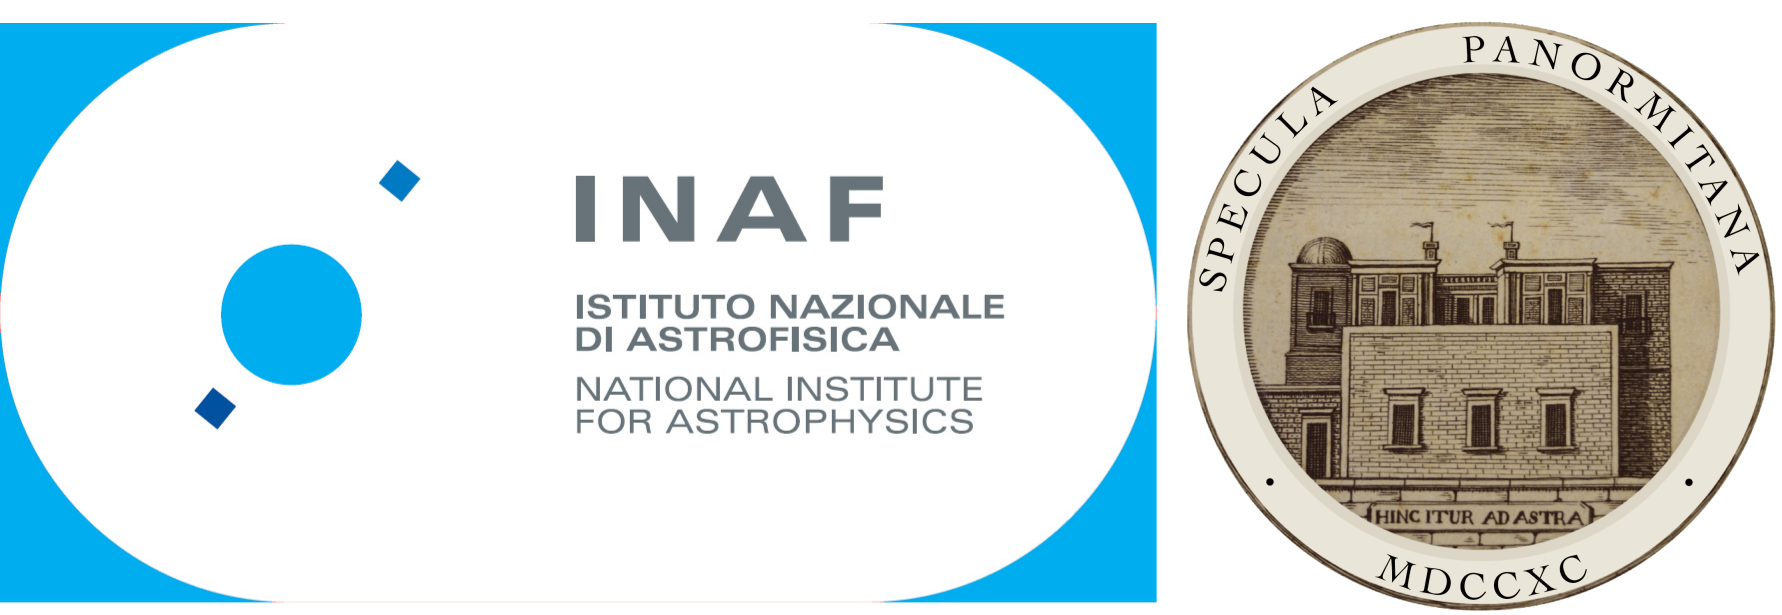 INAF
ISTITUTO NAZIONALE
DI ASTROFISICA
NATIONAL INSTITUTE
FOR ASTROPHYSICS
SPECULA PANORMITANA
HINC ITUR AD ASTRA
MDCCXC